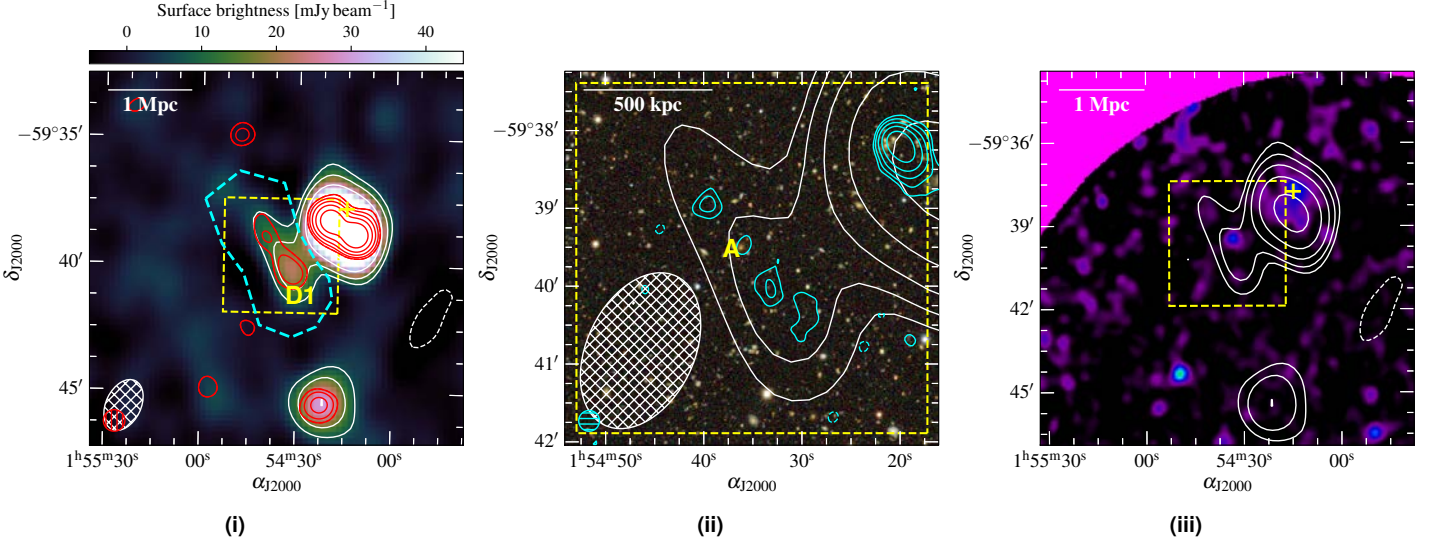 Surface brightness [mJy beam⁻¹]
0 10 20 30 40
1 Mpc
D1
−59°35′
40′
45′
δJ2000
1ʰ55ᵐ30ˢ 00ˢ 54ᵐ30ˢ 00ˢ
αJ2000
(i)
500 kpc
A
−59°38′
39′
40′
41′
42′
δJ2000
1ʰ54ᵐ50ˢ 40ˢ 30ˢ 20ˢ
αJ2000
(ii)
1 Mpc
−59°36′
39′
42′
45′
δJ2000
1ʰ55ᵐ30ˢ 00ˢ 54ᵐ30ˢ 00ˢ
αJ2000
(iii)